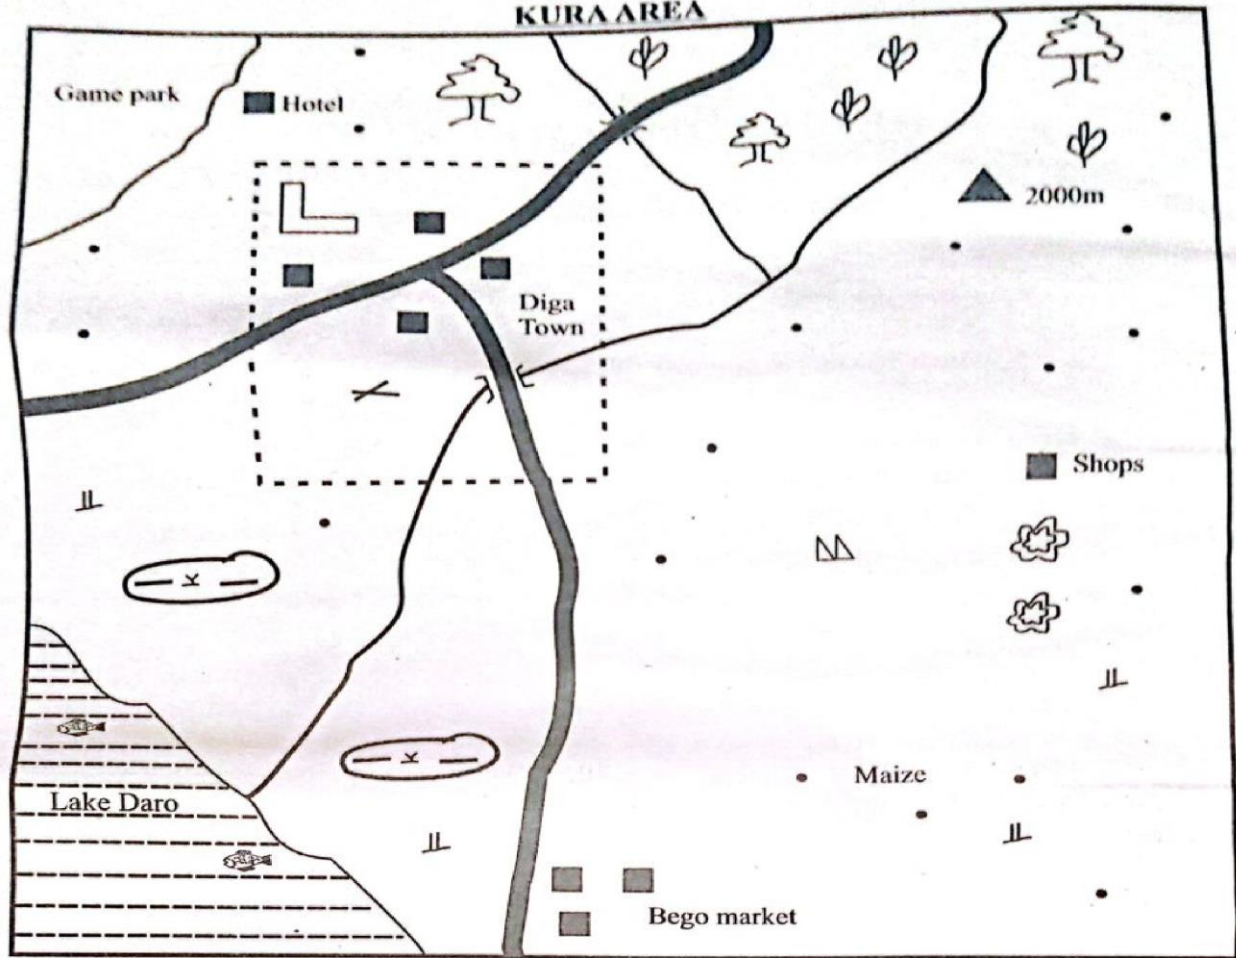 KURA AREA
Game park
Hotel
2000m
Diga
Town
Shops
K
K
Maize
Lake Daro
Bego market